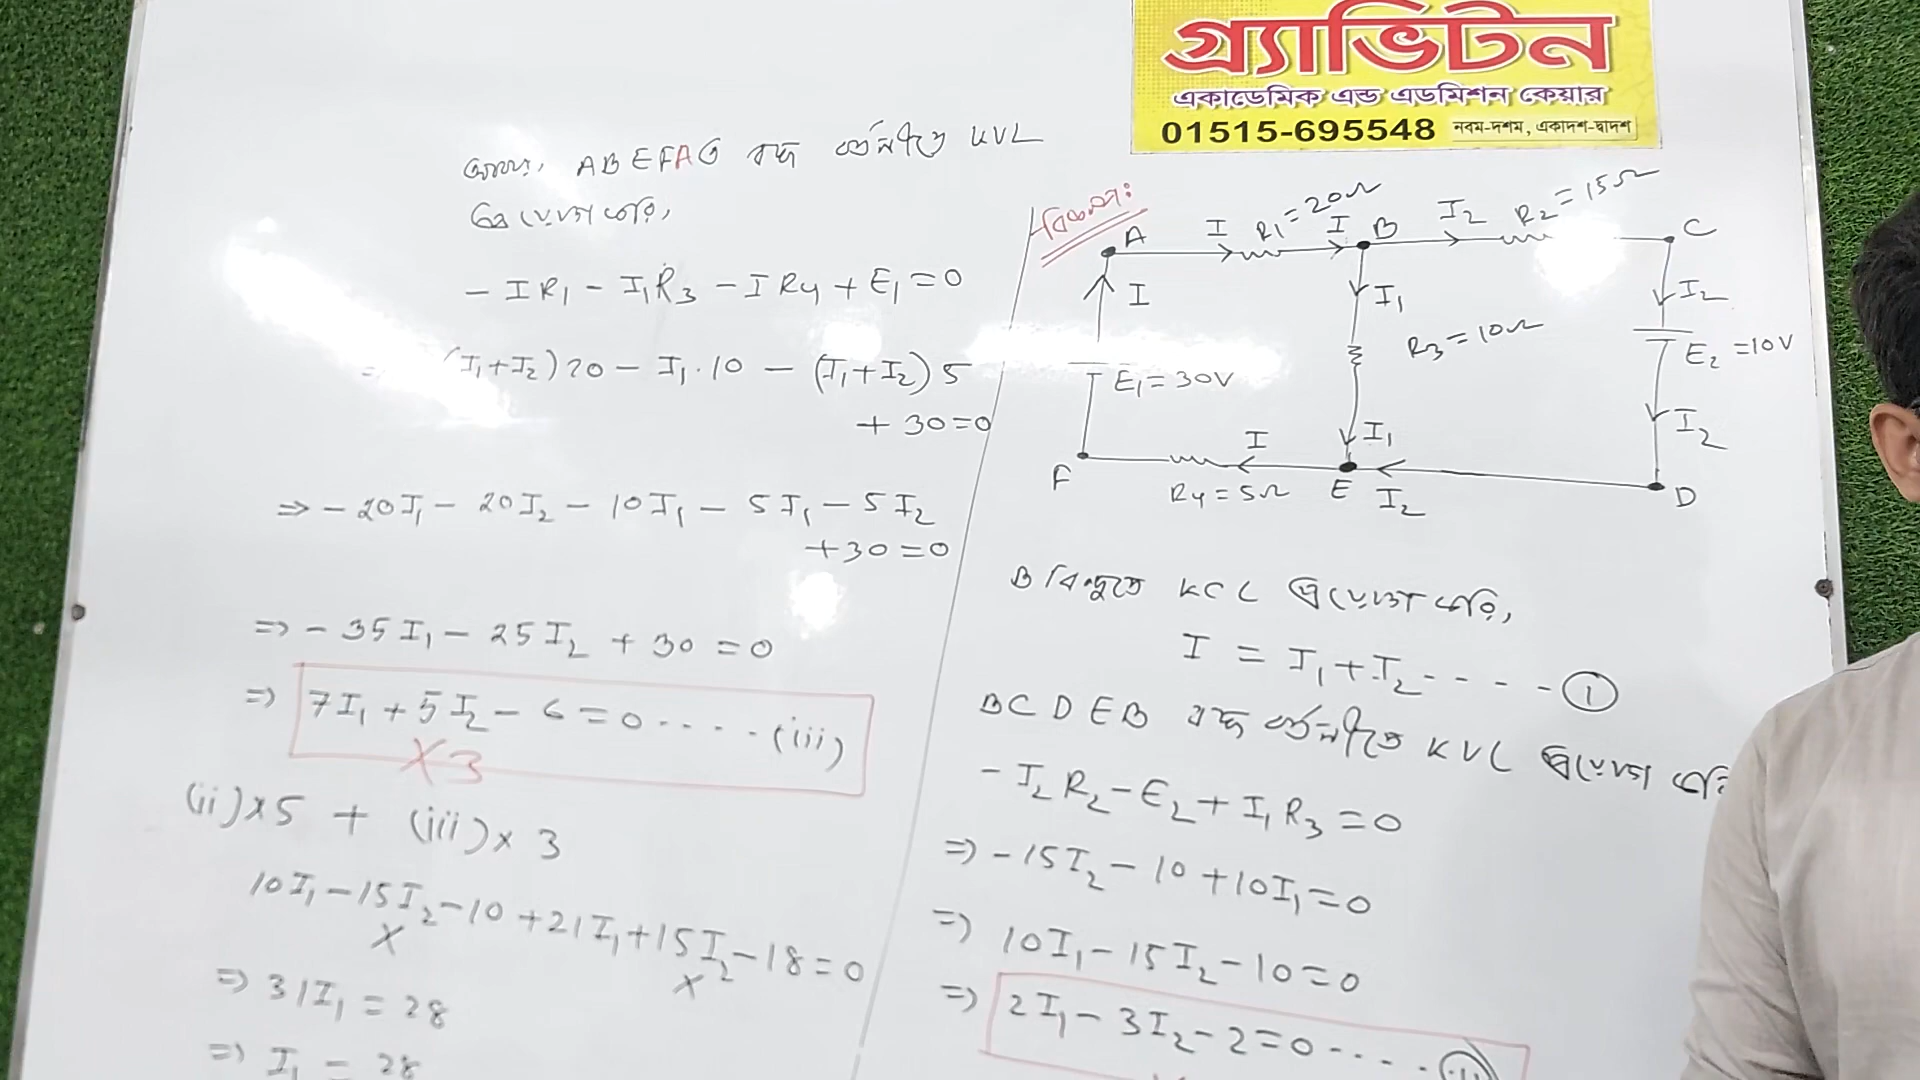 গ্র্যাভিটন
একাডেমিক এন্ড এডমিশন কেয়ার
01515-695548 নবম-দশম, একাদশ-দ্বাদশ
ABEFA তে বদ্ধ বর্তনীতে KVL
- IR₁ - I₁R₃ - IR₄ + E₁ = 0
(I₁+I₂)20 - I₁.10 - (I₁+I₂)5
+ 30 = 0
⇒ - 20I₁ - 20I₂ - 10I₁ - 5I₁ - 5I₂
+30 = 0
⇒ - 35I₁ - 25I₂ + 30 = 0
⇒ 7I₁ + 5I₂ - 6 = 0 ---- (iii)
×3
(ii)×5 + (iii)×3
10I₁ - 15I₂ - 10 + 21I₁ + 15I₂ - 18 = 0
× ×
⇒ 31I₁ = 28
⇒ I₁ = 28
বিকল্প:
A I R₁ = 20Ω I B I₂ R₂ = 15Ω C
I I₁ I₂
R₃ = 10Ω
E₁ = 30V E₂ = 10V
I I₁ I₂
F R₄ = 5Ω E I₂ D
B বিন্দুতে KCL প্রয়োগ করি,
I = I₁ + I₂ ---- ①
BCDEB বদ্ধ বর্তনীতে KVL প্রয়োগ করি
- I₂R₂ - E₂ + I₁R₃ = 0
⇒ - 15I₂ - 10 + 10I₁ = 0
⇒ 10I₁ - 15I₂ - 10 = 0
⇒ 2I₁ - 3I₂ - 2 = 0 ----